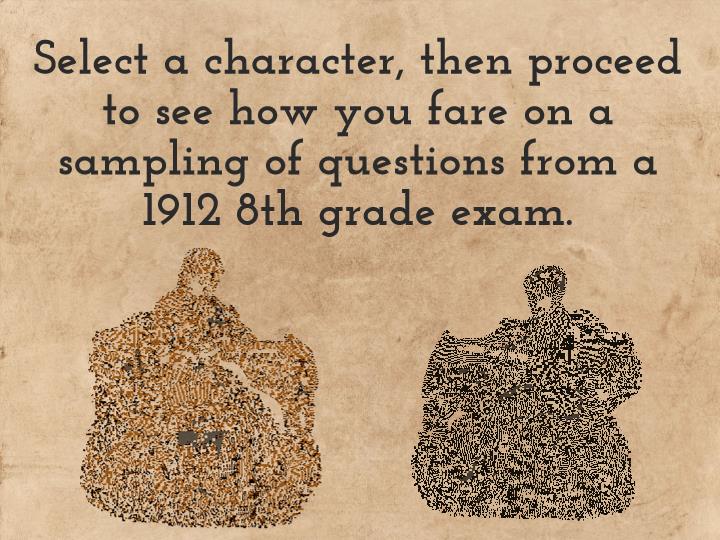 Select a character, then proceed
to see how you fare on a
sampling of questions from a
1912 8th grade exam.